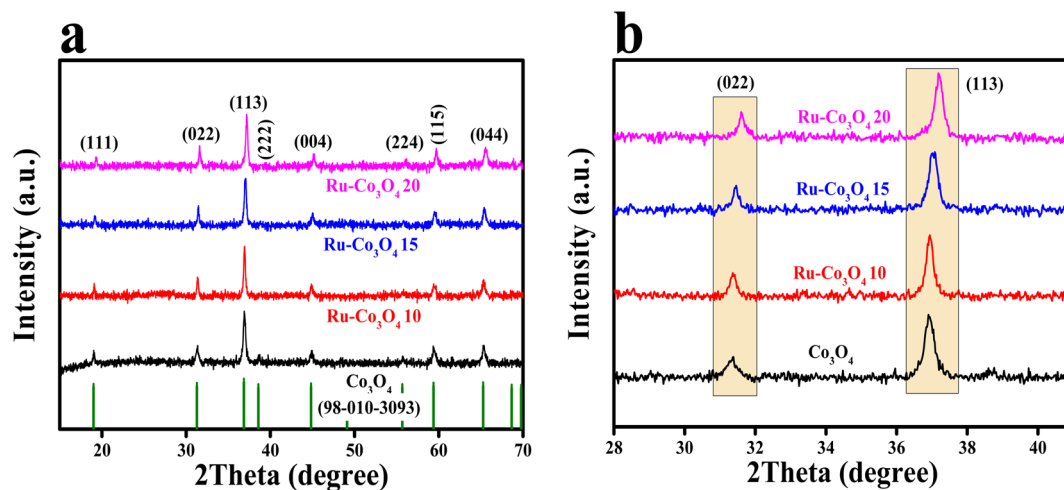 a
(111)
(022)
(113)
(222)
(004)
(224)
(115)
(044)
Ru-Co₃O₄ 20
Ru-Co₃O₄ 15
Ru-Co₃O₄ 10
Co₃O₄
(98-010-3093)
Intensity (a.u.)
20 30 40 50 60 70
2Theta (degree)
b
(022)
(113)
Ru-Co₃O₄ 20
Ru-Co₃O₄ 15
Ru-Co₃O₄ 10
Co₃O₄
Intensity (a.u.)
28 30 32 34 36 38 40
2Theta (degree)